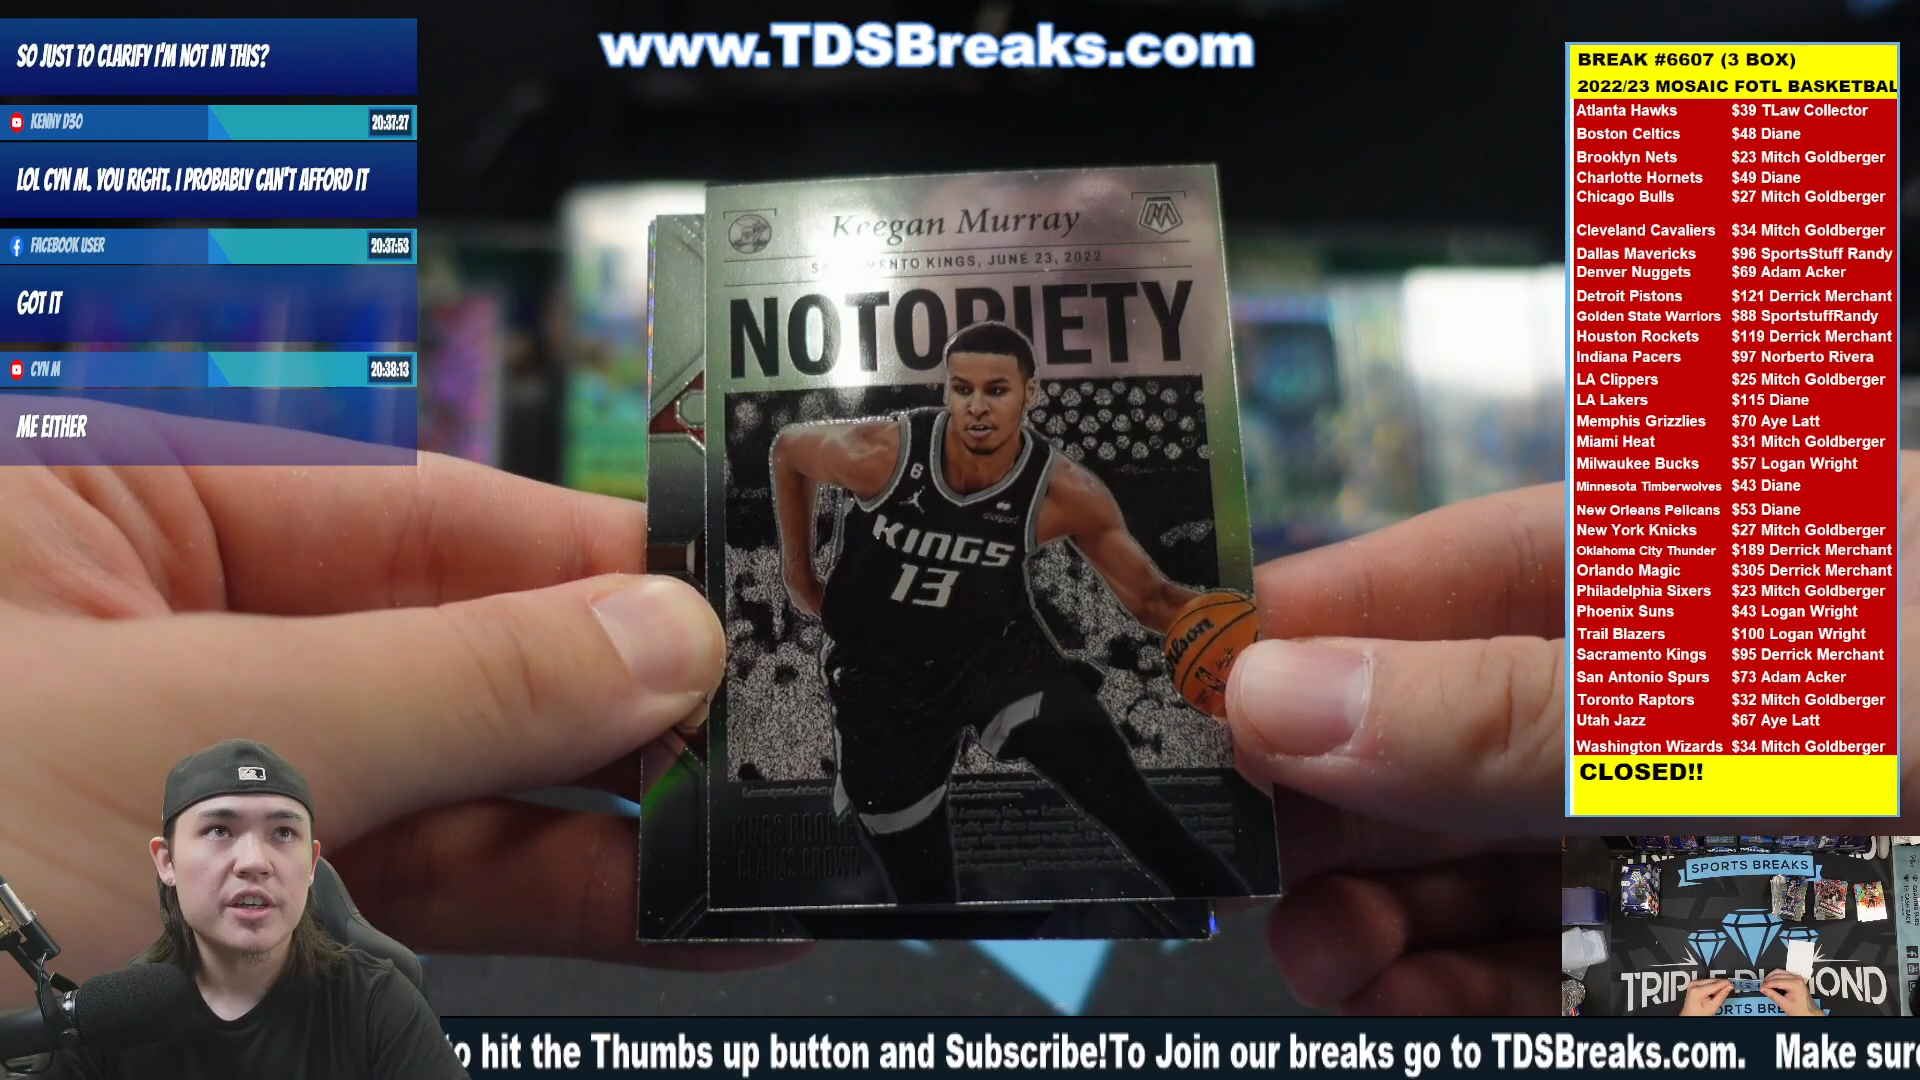 www.TDSBreaks.com
SO JUST TO CLARIFY I'M NOT IN THIS?
KENNY D30
20:37:27
LOL CYN M. YOU RIGHT. I PROBABLY CAN'T AFFORD IT
FACEBOOK USER
20:37:53
GOT IT
CYN M
20:38:13
ME EITHER
Keegan Murray
KINGS, JUNE 23, 2022
NOTORIETY
6
KINGS
13
BREAK #6607 (3 BOX)
2022/23 MOSAIC FOTL BASKETBAL
Atlanta Hawks $39 TLaw Collector
Boston Celtics $48 Diane
Brooklyn Nets $23 Mitch Goldberger
Charlotte Hornets $49 Diane
Chicago Bulls $27 Mitch Goldberger
Cleveland Cavaliers $34 Mitch Goldberger
Dallas Mavericks $96 SportsStuff Randy
Denver Nuggets $69 Adam Acker
Detroit Pistons $121 Derrick Merchant
Golden State Warriors $88 SportstuffRandy
Houston Rockets $119 Derrick Merchant
Indiana Pacers $97 Norberto Rivera
LA Clippers $25 Mitch Goldberger
LA Lakers $115 Diane
Memphis Grizzlies $70 Aye Latt
Miami Heat $31 Mitch Goldberger
Milwaukee Bucks $57 Logan Wright
Minnesota Timberwolves $43 Diane
New Orleans Pelicans $53 Diane
New York Knicks $27 Mitch Goldberger
Oklahoma City Thunder $189 Derrick Merchant
Orlando Magic $305 Derrick Merchant
Philadelphia Sixers $23 Mitch Goldberger
Phoenix Suns $43 Logan Wright
Trail Blazers $100 Logan Wright
Sacramento Kings $95 Derrick Merchant
San Antonio Spurs $73 Adam Acker
Toronto Raptors $32 Mitch Goldberger
Utah Jazz $67 Aye Latt
Washington Wizards $34 Mitch Goldberger
CLOSED!!
SPORTS BREAKS
o hit the Thumbs up button and Subscribe!To Join our breaks go to TDSBreaks.com. Make sure